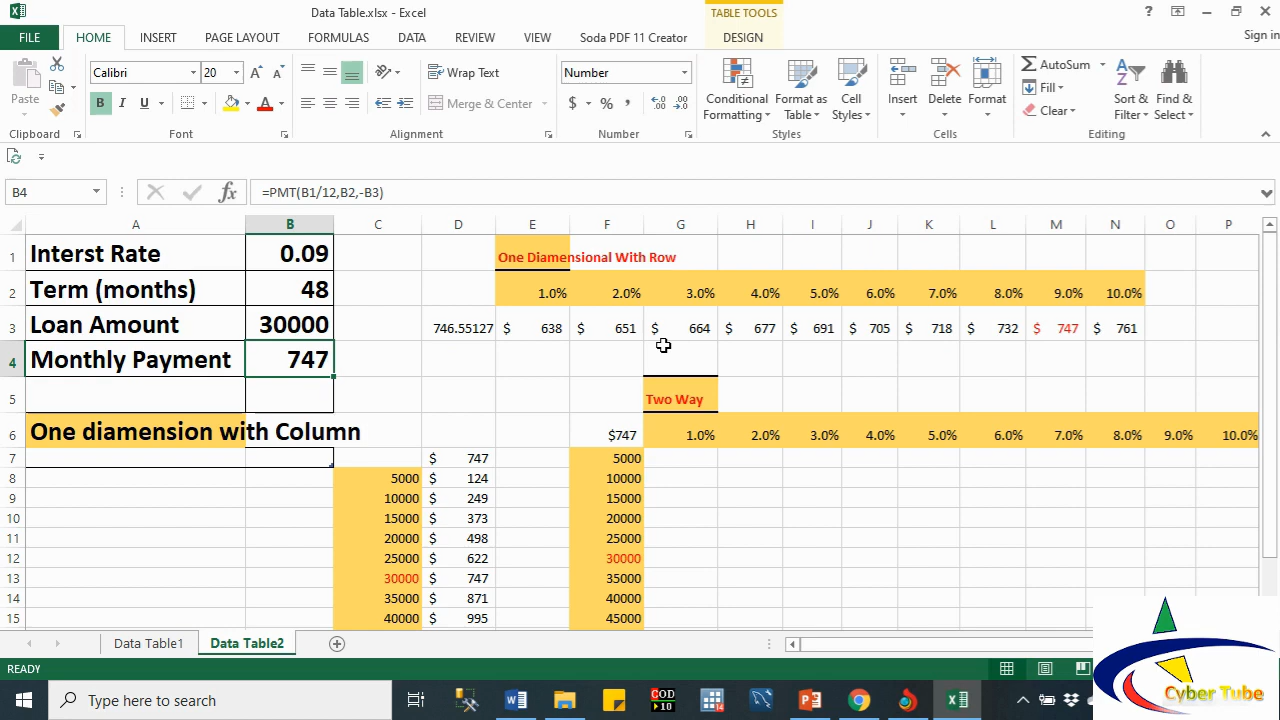 Data Table.xlsx - Excel
TABLE TOOLS
?
FILE HOME INSERT PAGE LAYOUT FORMULAS DATA REVIEW VIEW Soda PDF 11 Creator DESIGN Sign in
Paste
Calibri 20 A A
B I U A
Wrap Text
Merge & Center
Number
$ % ,
Conditional Formatting
Format as Table
Cell Styles
Insert
Delete
Format
AutoSum
Fill
Clear
Sort & Filter
Find & Select
Clipboard Font Alignment Number Styles Cells Editing
B4 fx =PMT(B1/12,B2,-B3)
A B C D E F G H I J K L M N O P
1 Interst Rate 0.09 One Diamensional With Row
2 Term (months) 48 1.0% 2.0% 3.0% 4.0% 5.0% 6.0% 7.0% 8.0% 9.0% 10.0%
3 Loan Amount 30000 746.55127 $ 638 $ 651 $ 664 $ 677 $ 691 $ 705 $ 718 $ 732 $ 747 $ 761
4 Monthly Payment 747
5 Two Way
6 One diamension with Column $747 1.0% 2.0% 3.0% 4.0% 5.0% 6.0% 7.0% 8.0% 9.0% 10.0%
7 $ 747 5000
8 5000 $ 124 10000
9 10000 $ 249 15000
10 15000 $ 373 20000
11 20000 $ 498 25000
12 25000 $ 622 30000
13 30000 $ 747 35000
14 35000 $ 871 40000
15 40000 $ 995 45000
Data Table1 Data Table2
READY
Type here to search
COD
10
14
Cyber Tube